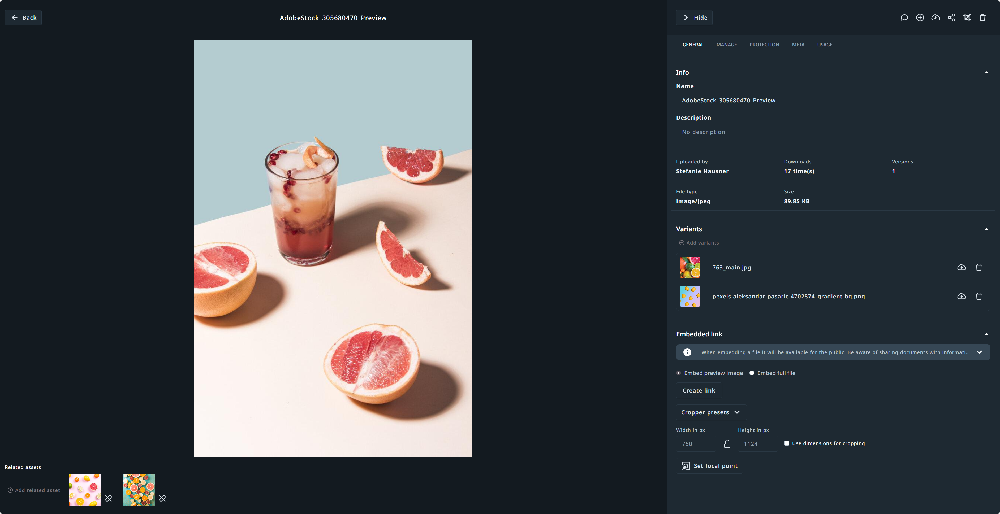 Back
AdobeStock_305680470_Preview
Hide
GENERAL MANAGE PROTECTION META USAGE
Info
Name
AdobeStock_305680470_Preview
Description
No description
Uploaded by Downloads Versions
Stefanie Hausner 17 time(s) 1
File type Size
image/jpeg 89.85 KB
Variants
Add variants
763_main.jpg
pexels-aleksandar-pasaric-4702874_gradient-bg.png
Embedded link
When embedding a file it will be available for the public. Be aware of sharing documents with informati...
Embed preview image Embed full file
Create link
Cropper presets
Width in px Height in px
750 1124 Use dimensions for cropping
Set focal point
Related assets
Add related asset